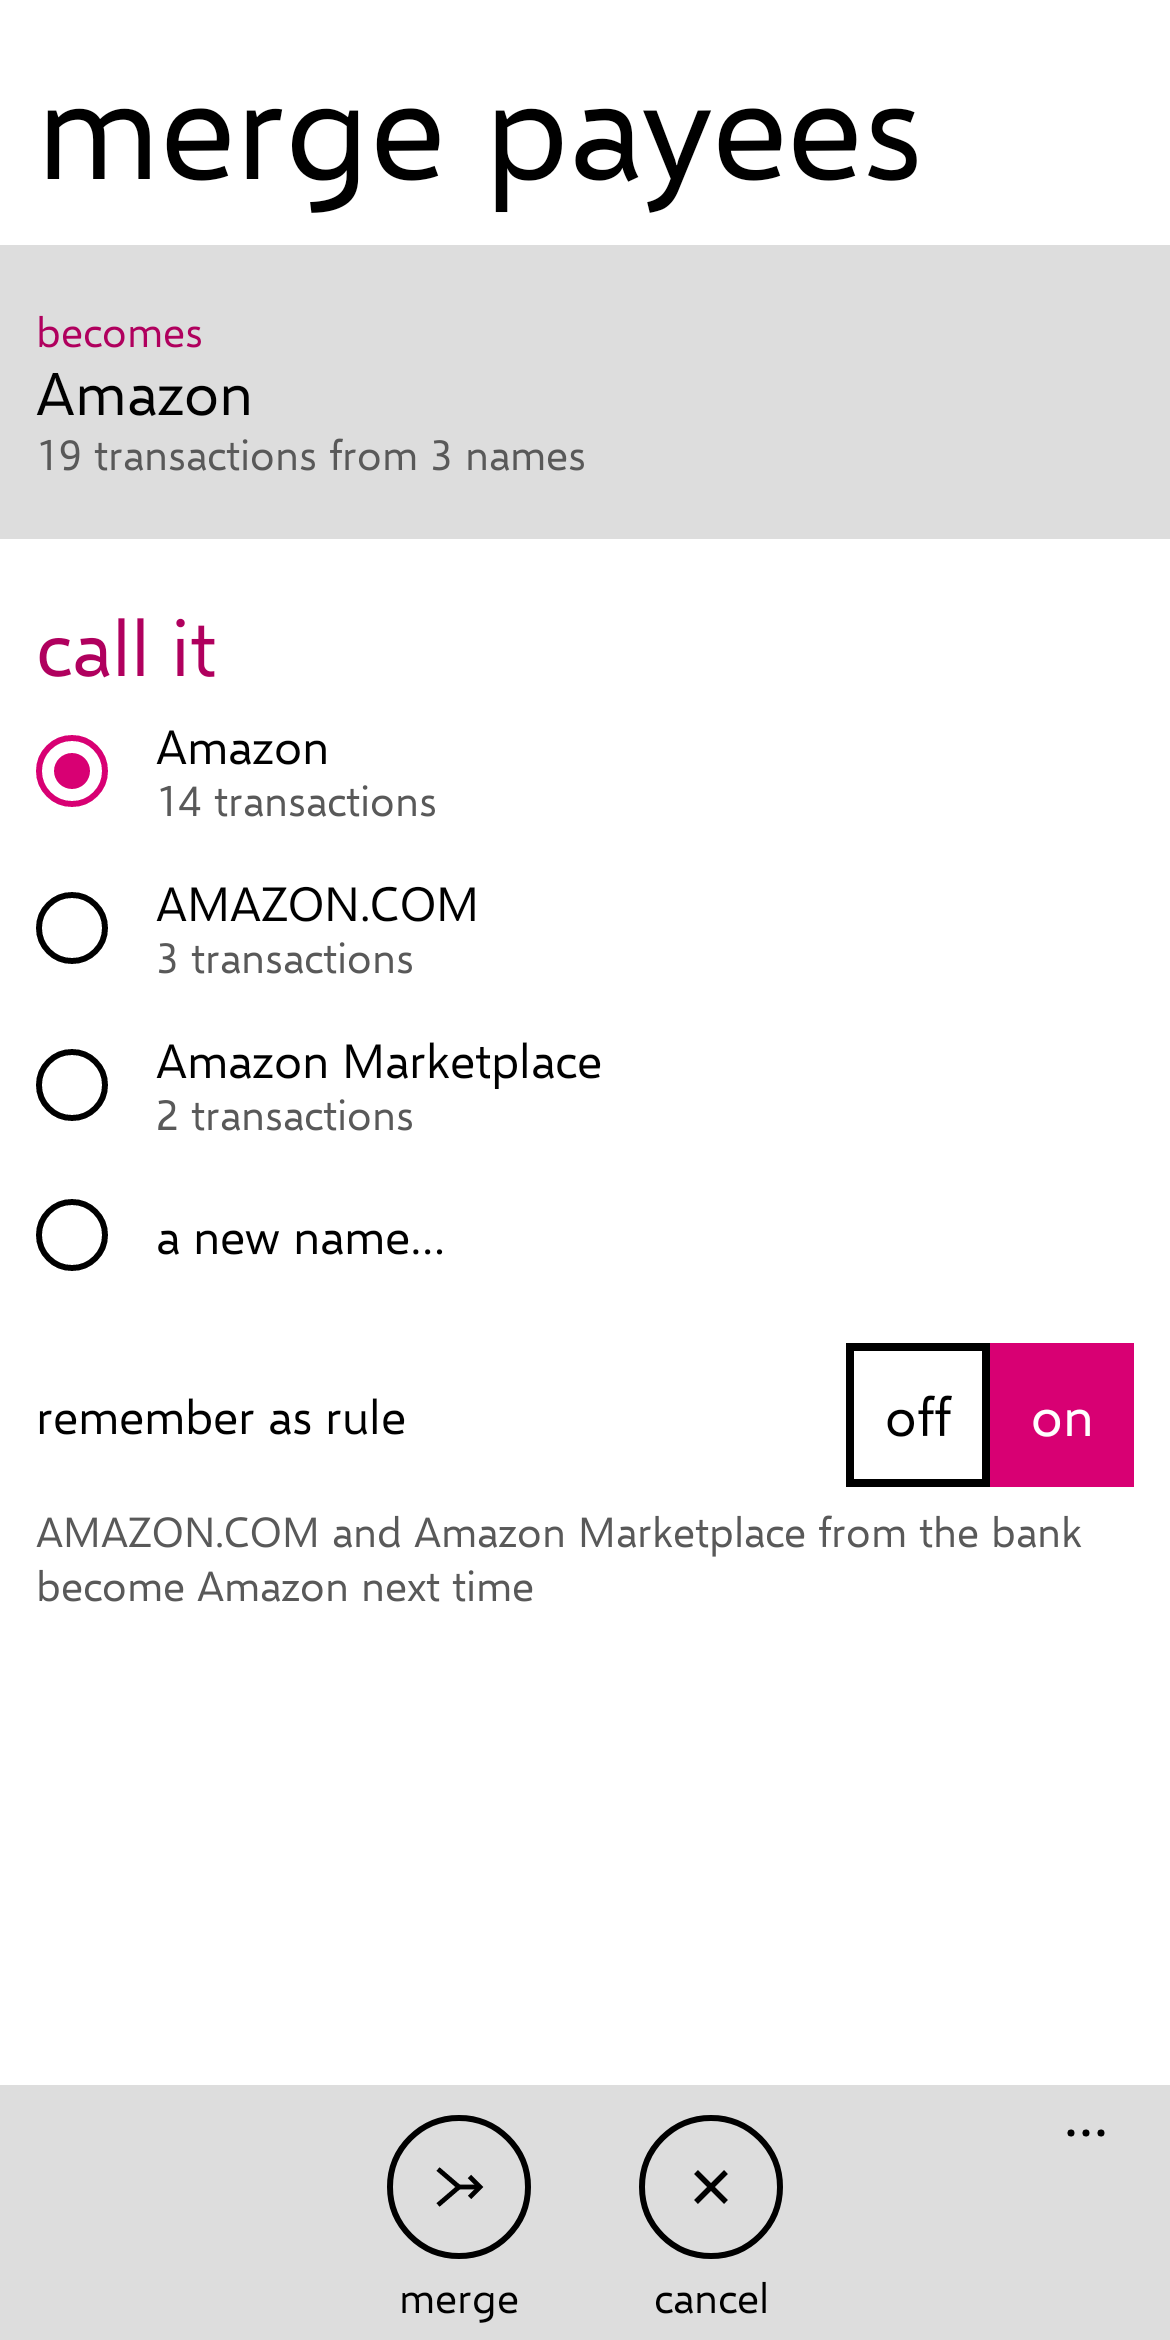 merge payees
becomes
Amazon
19 transactions from 3 names
call it
Amazon
14 transactions
AMAZON.COM
3 transactions
Amazon Marketplace
2 transactions
a new name...
remember as rule
off on
AMAZON.COM and Amazon Marketplace from the bank
become Amazon next time
merge
cancel